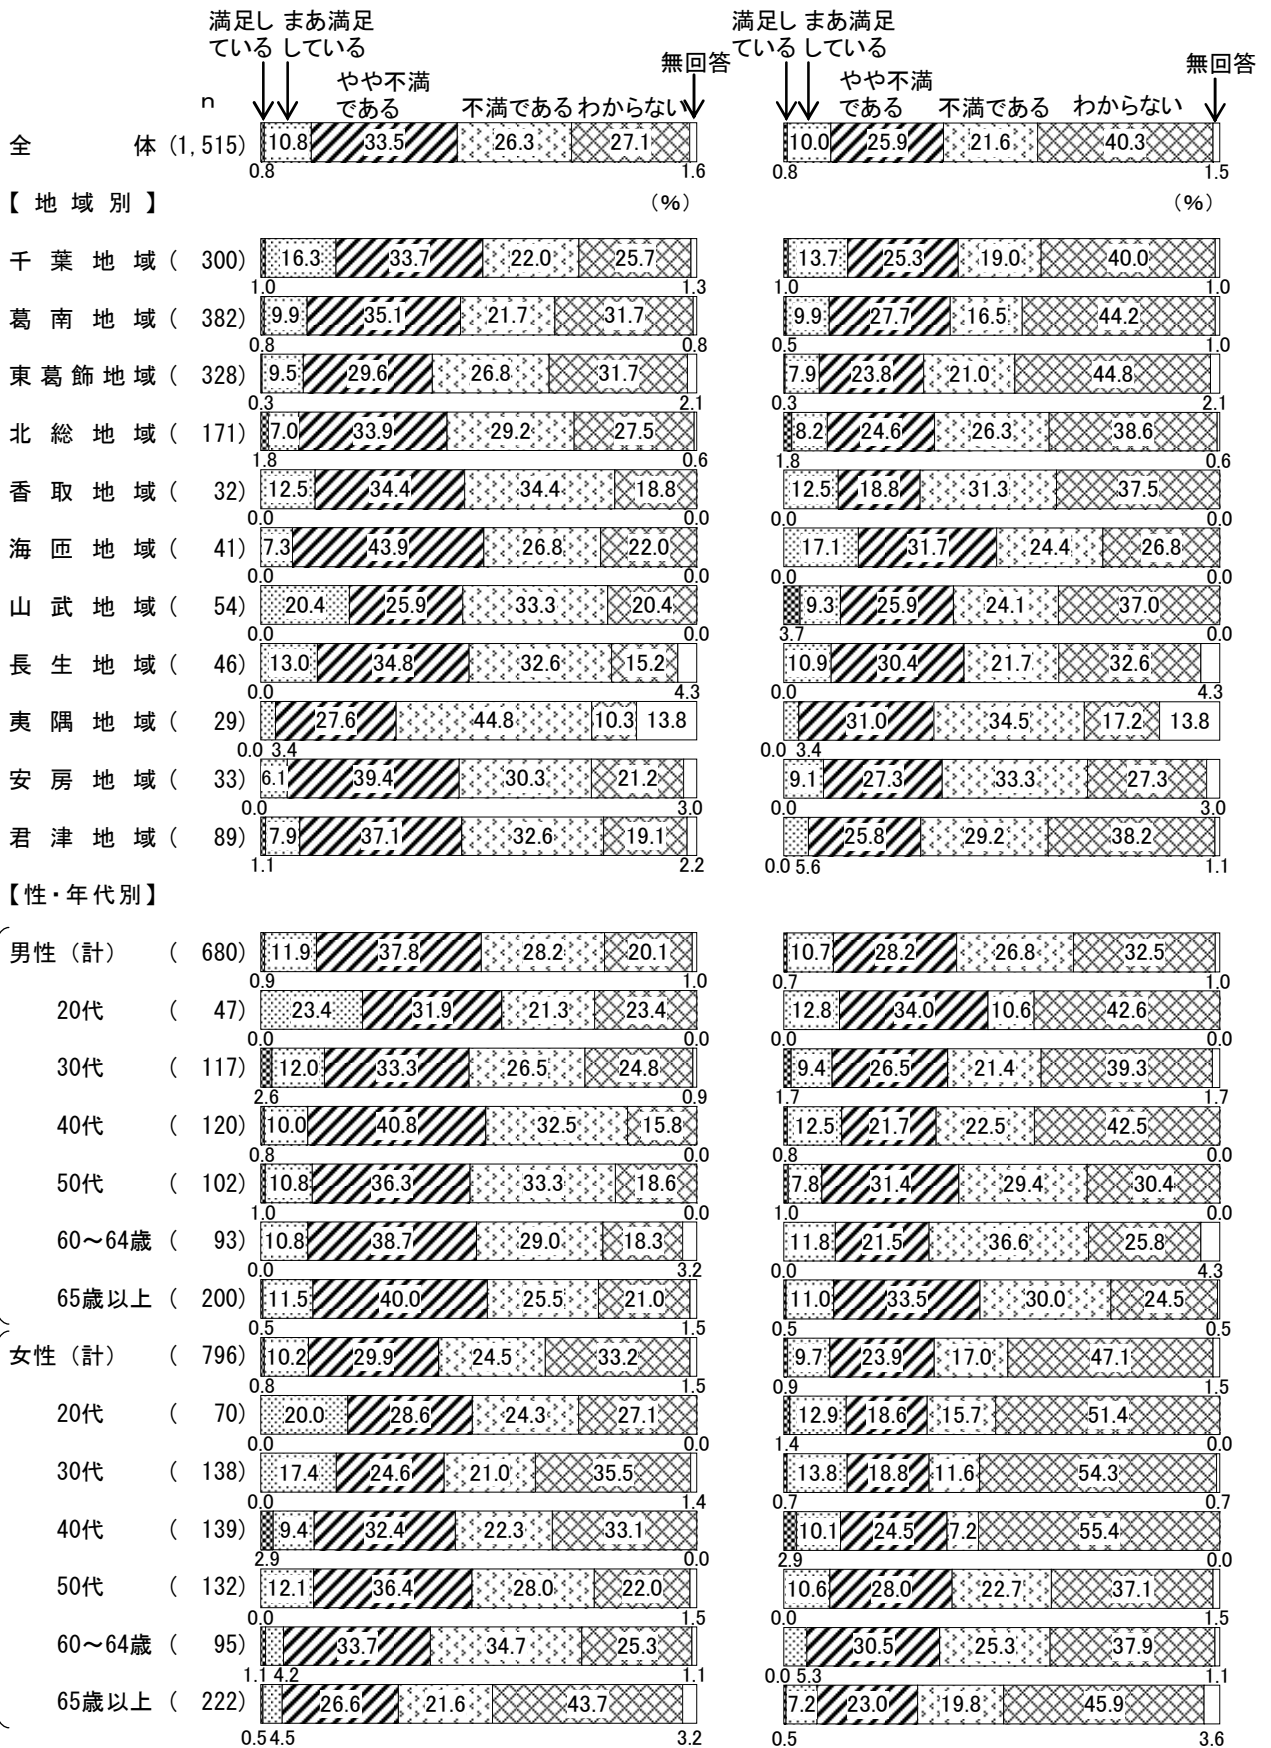 満足し まあ満足 満足し まあ満足
ている している ている している
無回答 無回答
やや不満 やや不満
n である 不満である わからない である 不満である わからない
全体 (1,515) 10.8 33.5 26.3 27.1 10.0 25.9 21.6 40.3
0.8 1.6 0.8 1.5
【地域別】 (%) (%)
千葉地域 ( 300) 16.3 33.7 22.0 25.7 13.7 25.3 19.0 40.0
1.0 1.3 1.0 1.0
葛南地域 ( 382) 9.9 35.1 21.7 31.7 9.9 27.7 16.5 44.2
0.8 0.8 0.5 1.0
東葛飾地域 ( 328) 9.5 29.6 26.8 31.7 7.9 23.8 21.0 44.8
0.3 2.1 0.3 2.1
北総地域 ( 171) 7.0 33.9 29.2 27.5 8.2 24.6 26.3 38.6
1.8 0.6 1.8 0.6
香取地域 ( 32) 12.5 34.4 34.4 18.8 12.5 18.8 31.3 37.5
0.0 0.0 0.0 0.0
海匝地域 ( 41) 7.3 43.9 26.8 22.0 17.1 31.7 24.4 26.8
0.0 0.0 0.0 0.0
山武地域 ( 54) 20.4 25.9 33.3 20.4 9.3 25.9 24.1 37.0
0.0 0.0 3.7 0.0
長生地域 ( 46) 13.0 34.8 32.6 15.2 10.9 30.4 21.7 32.6
0.0 4.3 0.0 4.3
夷隅地域 ( 29) 27.6 44.8 10.3 13.8 31.0 34.5 17.2 13.8
0.0 3.4 0.0 3.4
安房地域 ( 33) 6.1 39.4 30.3 21.2 9.1 27.3 33.3 27.3
0.0 3.0 0.0 3.0
君津地域 ( 89) 7.9 37.1 32.6 19.1 25.8 29.2 38.2
1.1 2.2 0.0 5.6 1.1
【性・年代別】
男性（計） ( 680) 11.9 37.8 28.2 20.1 10.7 28.2 26.8 32.5
0.9 1.0 0.7 1.0
20代 ( 47) 23.4 31.9 21.3 23.4 12.8 34.0 10.6 42.6
0.0 0.0 0.0 0.0
30代 ( 117) 12.0 33.3 26.5 24.8 9.4 26.5 21.4 39.3
2.6 0.9 1.7 1.7
40代 ( 120) 10.0 40.8 32.5 15.8 12.5 21.7 22.5 42.5
0.8 0.0 0.8 0.0
50代 ( 102) 10.8 36.3 33.3 18.6 7.8 31.4 29.4 30.4
1.0 0.0 1.0 0.0
60～64歳 ( 93) 10.8 38.7 29.0 18.3 11.8 21.5 36.6 25.8
0.0 3.2 0.0 4.3
65歳以上 ( 200) 11.5 40.0 25.5 21.0 11.0 33.5 30.0 24.5
0.5 1.5 0.5 0.5
女性（計） ( 796) 10.2 29.9 24.5 33.2 9.7 23.9 17.0 47.1
0.8 1.5 0.9 1.5
20代 ( 70) 20.0 28.6 24.3 27.1 12.9 18.6 15.7 51.4
0.0 0.0 1.4 0.0
30代 ( 138) 17.4 24.6 21.0 35.5 13.8 18.8 11.6 54.3
0.0 1.4 0.7 0.7
40代 ( 139) 9.4 32.4 22.3 33.1 10.1 24.5 7.2 55.4
2.9 0.0 2.9 0.0
50代 ( 132) 12.1 36.4 28.0 22.0 10.6 28.0 22.7 37.1
0.0 1.5 0.0 1.5
60～64歳 ( 95) 33.7 34.7 25.3 30.5 25.3 37.9
1.1 4.2 1.1 0.0 5.3 1.1
65歳以上 ( 222) 26.6 21.6 43.7 7.2 23.0 19.8 45.9
0.5 4.5 3.2 0.5 3.6